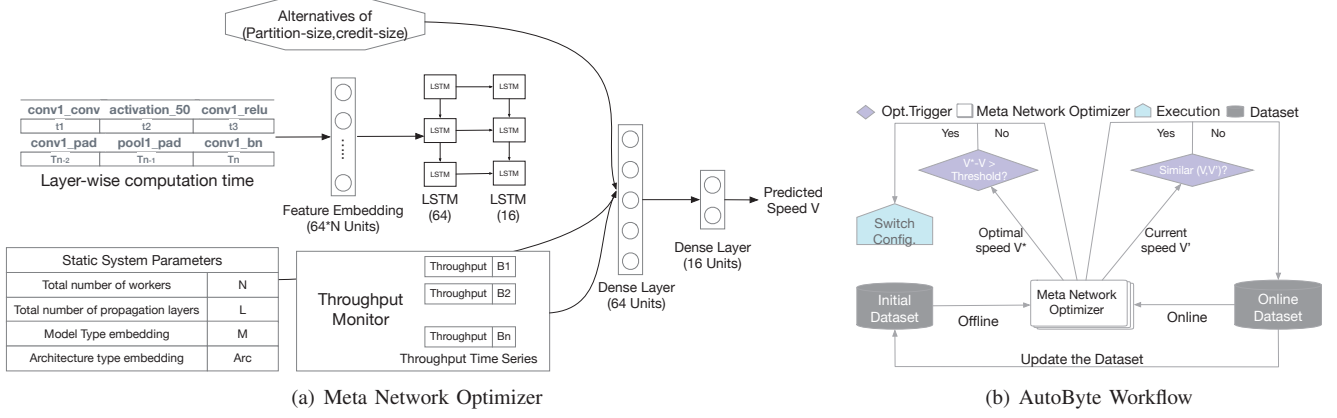 Alternatives of
(Partition-size,credit-size)
conv1_conv activation_50 conv1_relu
t1 t2 t3
conv1_pad pool1_pad conv1_bn
Tn-2 Tn-1 Tn
Layer-wise computation time
Feature Embedding
(64*N Units)
LSTM LSTM
LSTM LSTM
LSTM LSTM
LSTM
(64)
LSTM
(16)
Static System Parameters
Total number of workers N
Total number of propagation layers L
Model Type embedding M
Architecture type embedding Arc
Throughput
Monitor
Throughput B1
Throughput B2
Throughput Bn
Throughput Time Series
Dense Layer
(64 Units)
Dense Layer
(16 Units)
Predicted
Speed V
(a) Meta Network Optimizer
Opt.Trigger Meta Network Optimizer Execution Dataset
Yes No Yes No
V*-V >
Threshold?
Similar (V,V')?
Switch
Config.
Optimal
speed V*
Current
speed V'
Initial
Dataset
Offline
Meta Network
Optimizer
Online
Online
Dataset
Update the Dataset
(b) AutoByte Workflow